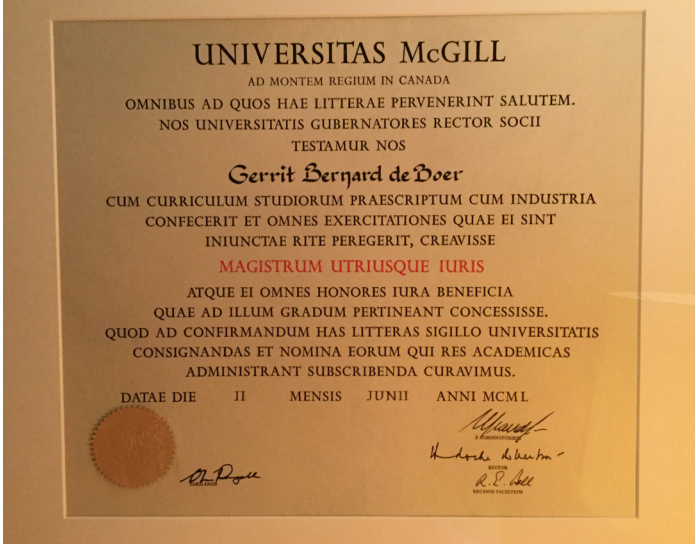 UNIVERSITAS McGILL
AD MONTEM REGIUM IN CANADA
OMNIBUS AD QUOS HAE LITTERAE PERVENERINT SALUTEM.
NOS UNIVERSITATIS GUBERNATORES RECTOR SOCII
TESTAMUR NOS
Gerrit Bernard de Boer
CUM CURRICULUM STUDIORUM PRAESCRIPTUM CUM INDUSTRIA
CONFECERIT ET OMNES EXERCITATIONES QUAE EI SINT
INIUNCTAE RITE PEREGERIT, CREAVISSE
MAGISTRUM UTRIUSQUE IURIS
ATQUE EI OMNES HONORES IURA BENEFICIA
QUAE AD ILLUM GRADUM PERTINEANT CONCESSISSE.
QUOD AD CONFIRMANDUM HAS LITTERAS SIGILLO UNIVERSITATIS
CONSIGNANDAS ET NOMINA EORUM QUI RES ACADEMICAS
ADMINISTRANT SUBSCRIBENDA CURAVIMUS.
DATAE DIE II MENSIS JUNII ANNI MCML
E GUBERNATORIBUS
RECTOR
TABULARIUS
DECANUS FACULTATIS